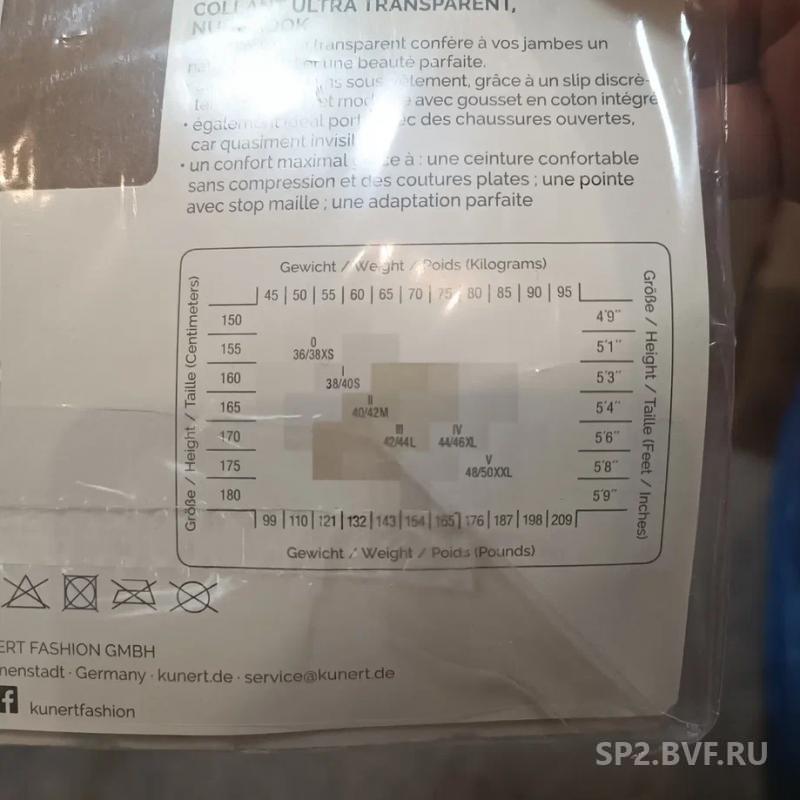 COLLANT ULTRA TRANSPARENT,
transparent confère à vos jambes un
une beauté parfaite.
sous-vêtement, grâce à un slip discrè-
et avec gousset en coton intégré
• également idéal des chaussures ouvertes,
car quasiment
• un confort maximal grâce à : une ceinture confortable
sans compression et des coutures plates ; une pointe
avec stop maille ; une adaptation parfaite
Gewicht / Weight / Poids (Kilograms)
45 | 50 | 55 | 60 | 65 | 70 | 75 | 80 | 85 | 90 | 95
Größe / Height / Taille (Centimeters)
Größe / Height / Taille (Feet / Inches)
150 4'9"
155 0 5'1"
36/38XS
160 I 5'3"
38/40S
165 II 5'4"
40/42M
170 III IV 5'6"
42/44L 44/46XL
175 V 5'8"
48/50XXL
180 5'9"
99 | 110 | 121 | 132 | 143 | 154 | 165 | 176 | 187 | 198 | 209
Gewicht / Weight / Poids (Pounds)
ERT FASHION GMBH
nenstadt · Germany · kunert.de · service@kunert.de
f kunertfashion
SP2.BVF.RU